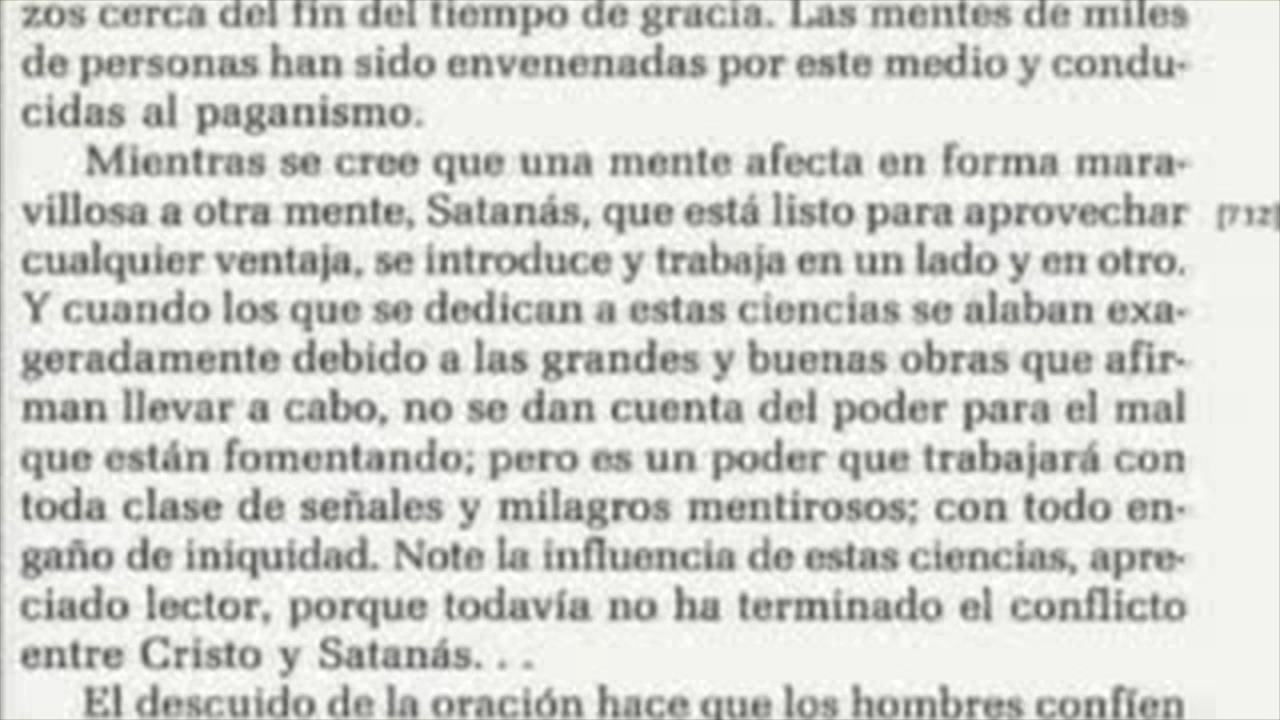 zos cerca del fin del tiempo de gracia. Las mentes de miles
de personas han sido envenenadas por este medio y condu-
cidas al paganismo.
Mientras se cree que una mente afecta en forma mara-
villosa a otra mente, Satanás, que está listo para aprovechar [712]
cualquier ventaja, se introduce y trabaja en un lado y en otro.
Y cuando los que se dedican a estas ciencias se alaban exa-
geradamente debido a las grandes y buenas obras que afir-
man llevar a cabo, no se dan cuenta del poder para el mal
que están fomentando; pero es un poder que trabajará con
toda clase de señales y milagros mentirosos; con todo en-
gaño de iniquidad. Note la influencia de estas ciencias, apre-
ciado lector, porque todavía no ha terminado el conflicto
entre Cristo y Satanás. . .
El descuido de la oración hace que los hombres confíen